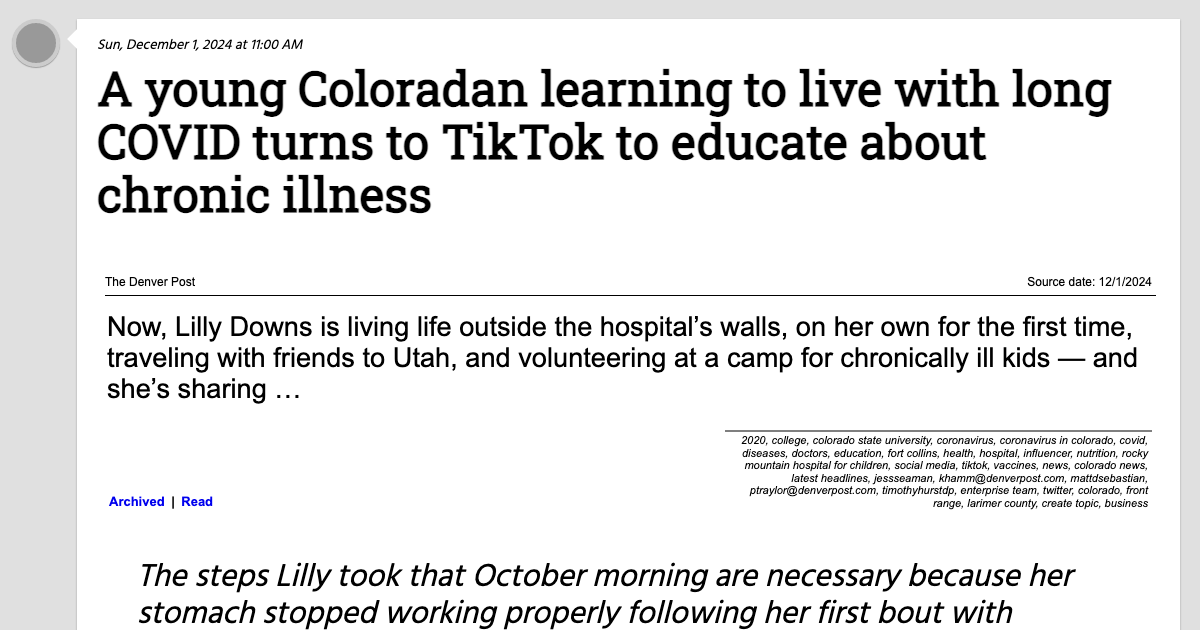 Sun, December 1, 2024 at 11:00 AM
A young Coloradan learning to live with long
COVID turns to TikTok to educate about
chronic illness
The Denver Post
Source date: 12/1/2024
Now, Lilly Downs is living life outside the hospital’s walls, on her own for the first time,
traveling with friends to Utah, and volunteering at a camp for chronically ill kids — and
she’s sharing …
2020, college, colorado state university, coronavirus, coronavirus in colorado, covid,
diseases, doctors, education, fort collins, health, hospital, influencer, nutrition, rocky
mountain hospital for children, social media, tiktok, vaccines, news, colorado news,
latest headlines, jessseaman, khamm@denverpost.com, mattdsebastian,
ptraylor@denverpost.com, timothyhurstdp, enterprise team, twitter, colorado, front
range, larimer county, create topic, business
Archived | Read
The steps Lilly took that October morning are necessary because her
stomach stopped working properly following her first bout with